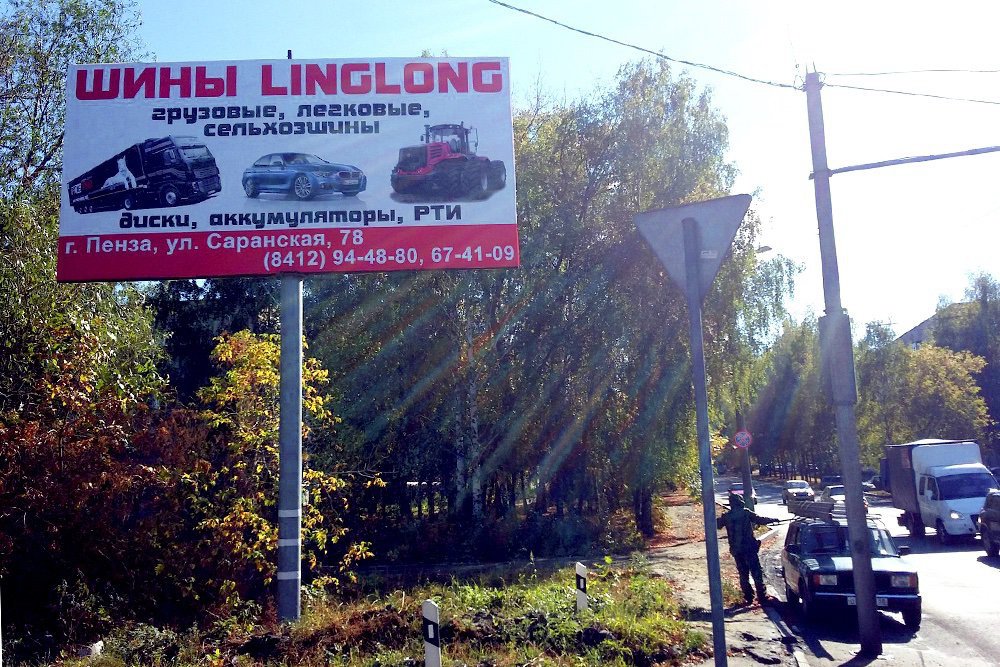 ШИНЫ LINGLONG
грузовые, легковые,
сельхозшины
диски, аккумуляторы, РТИ
г. Пенза, ул. Саранская, 78
(8412) 94-48-80, 67-41-09